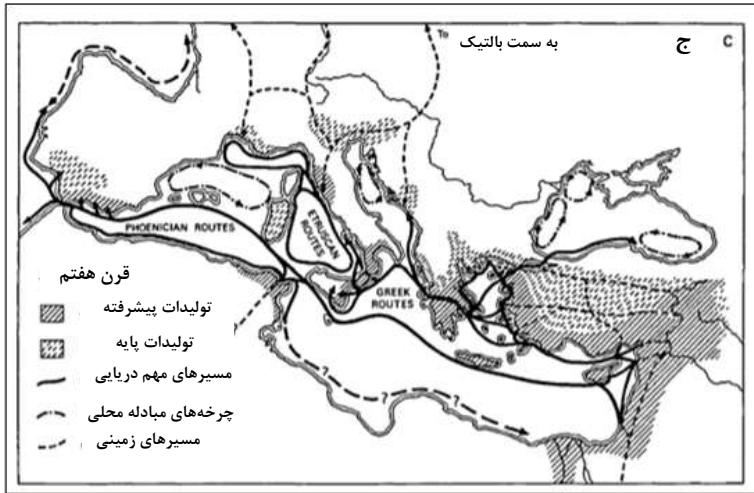 To
به سمت بالتیک
ج
C
PHOENICIAN ROUTES
ETRUSCAN
ROUTES
GREEK
ROUTES
?
?
?
قرن هفتم
تولیدات پیشرفته
تولیدات پایه
مسیرهای مهم دریایی
چرخه‌های مبادله محلی
مسیرهای زمینی